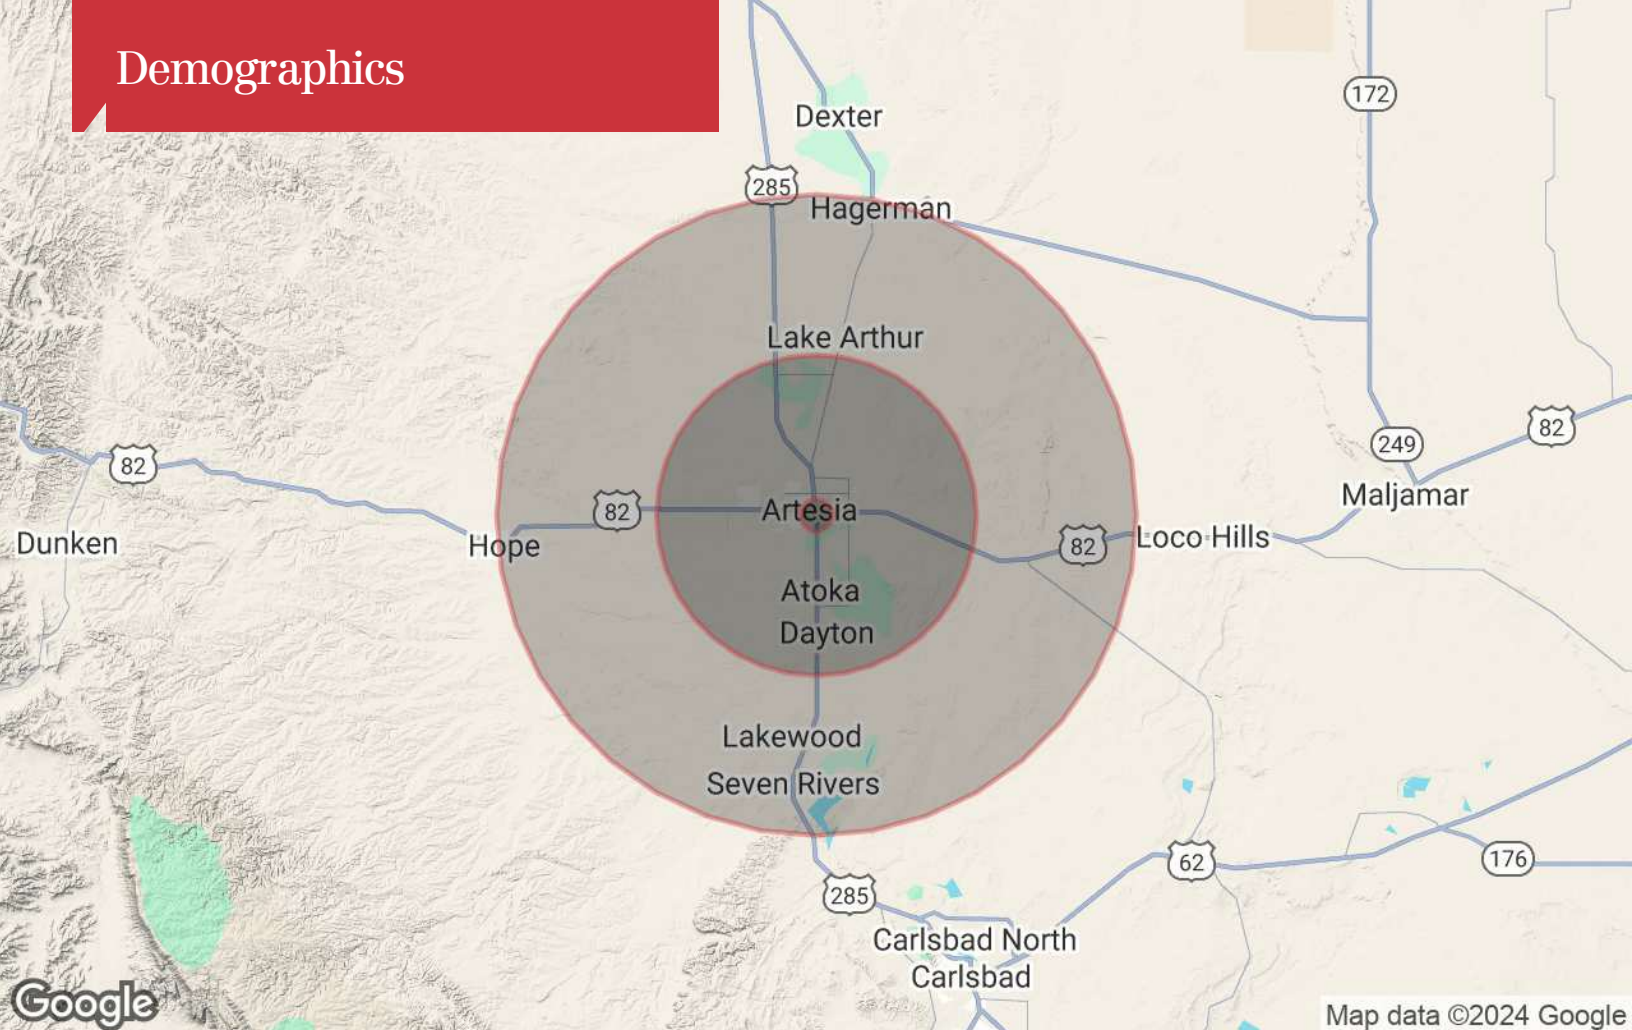 Demographics
172
Dexter
285
Hagerman
Lake Arthur
82
249
82
Maljamar
82
Artesia
Dunken
Hope
82
Loco Hills
Atoka
Dayton
Lakewood
Seven Rivers
62
176
285
Carlsbad North
Carlsbad
Google
Map data ©2024 Google